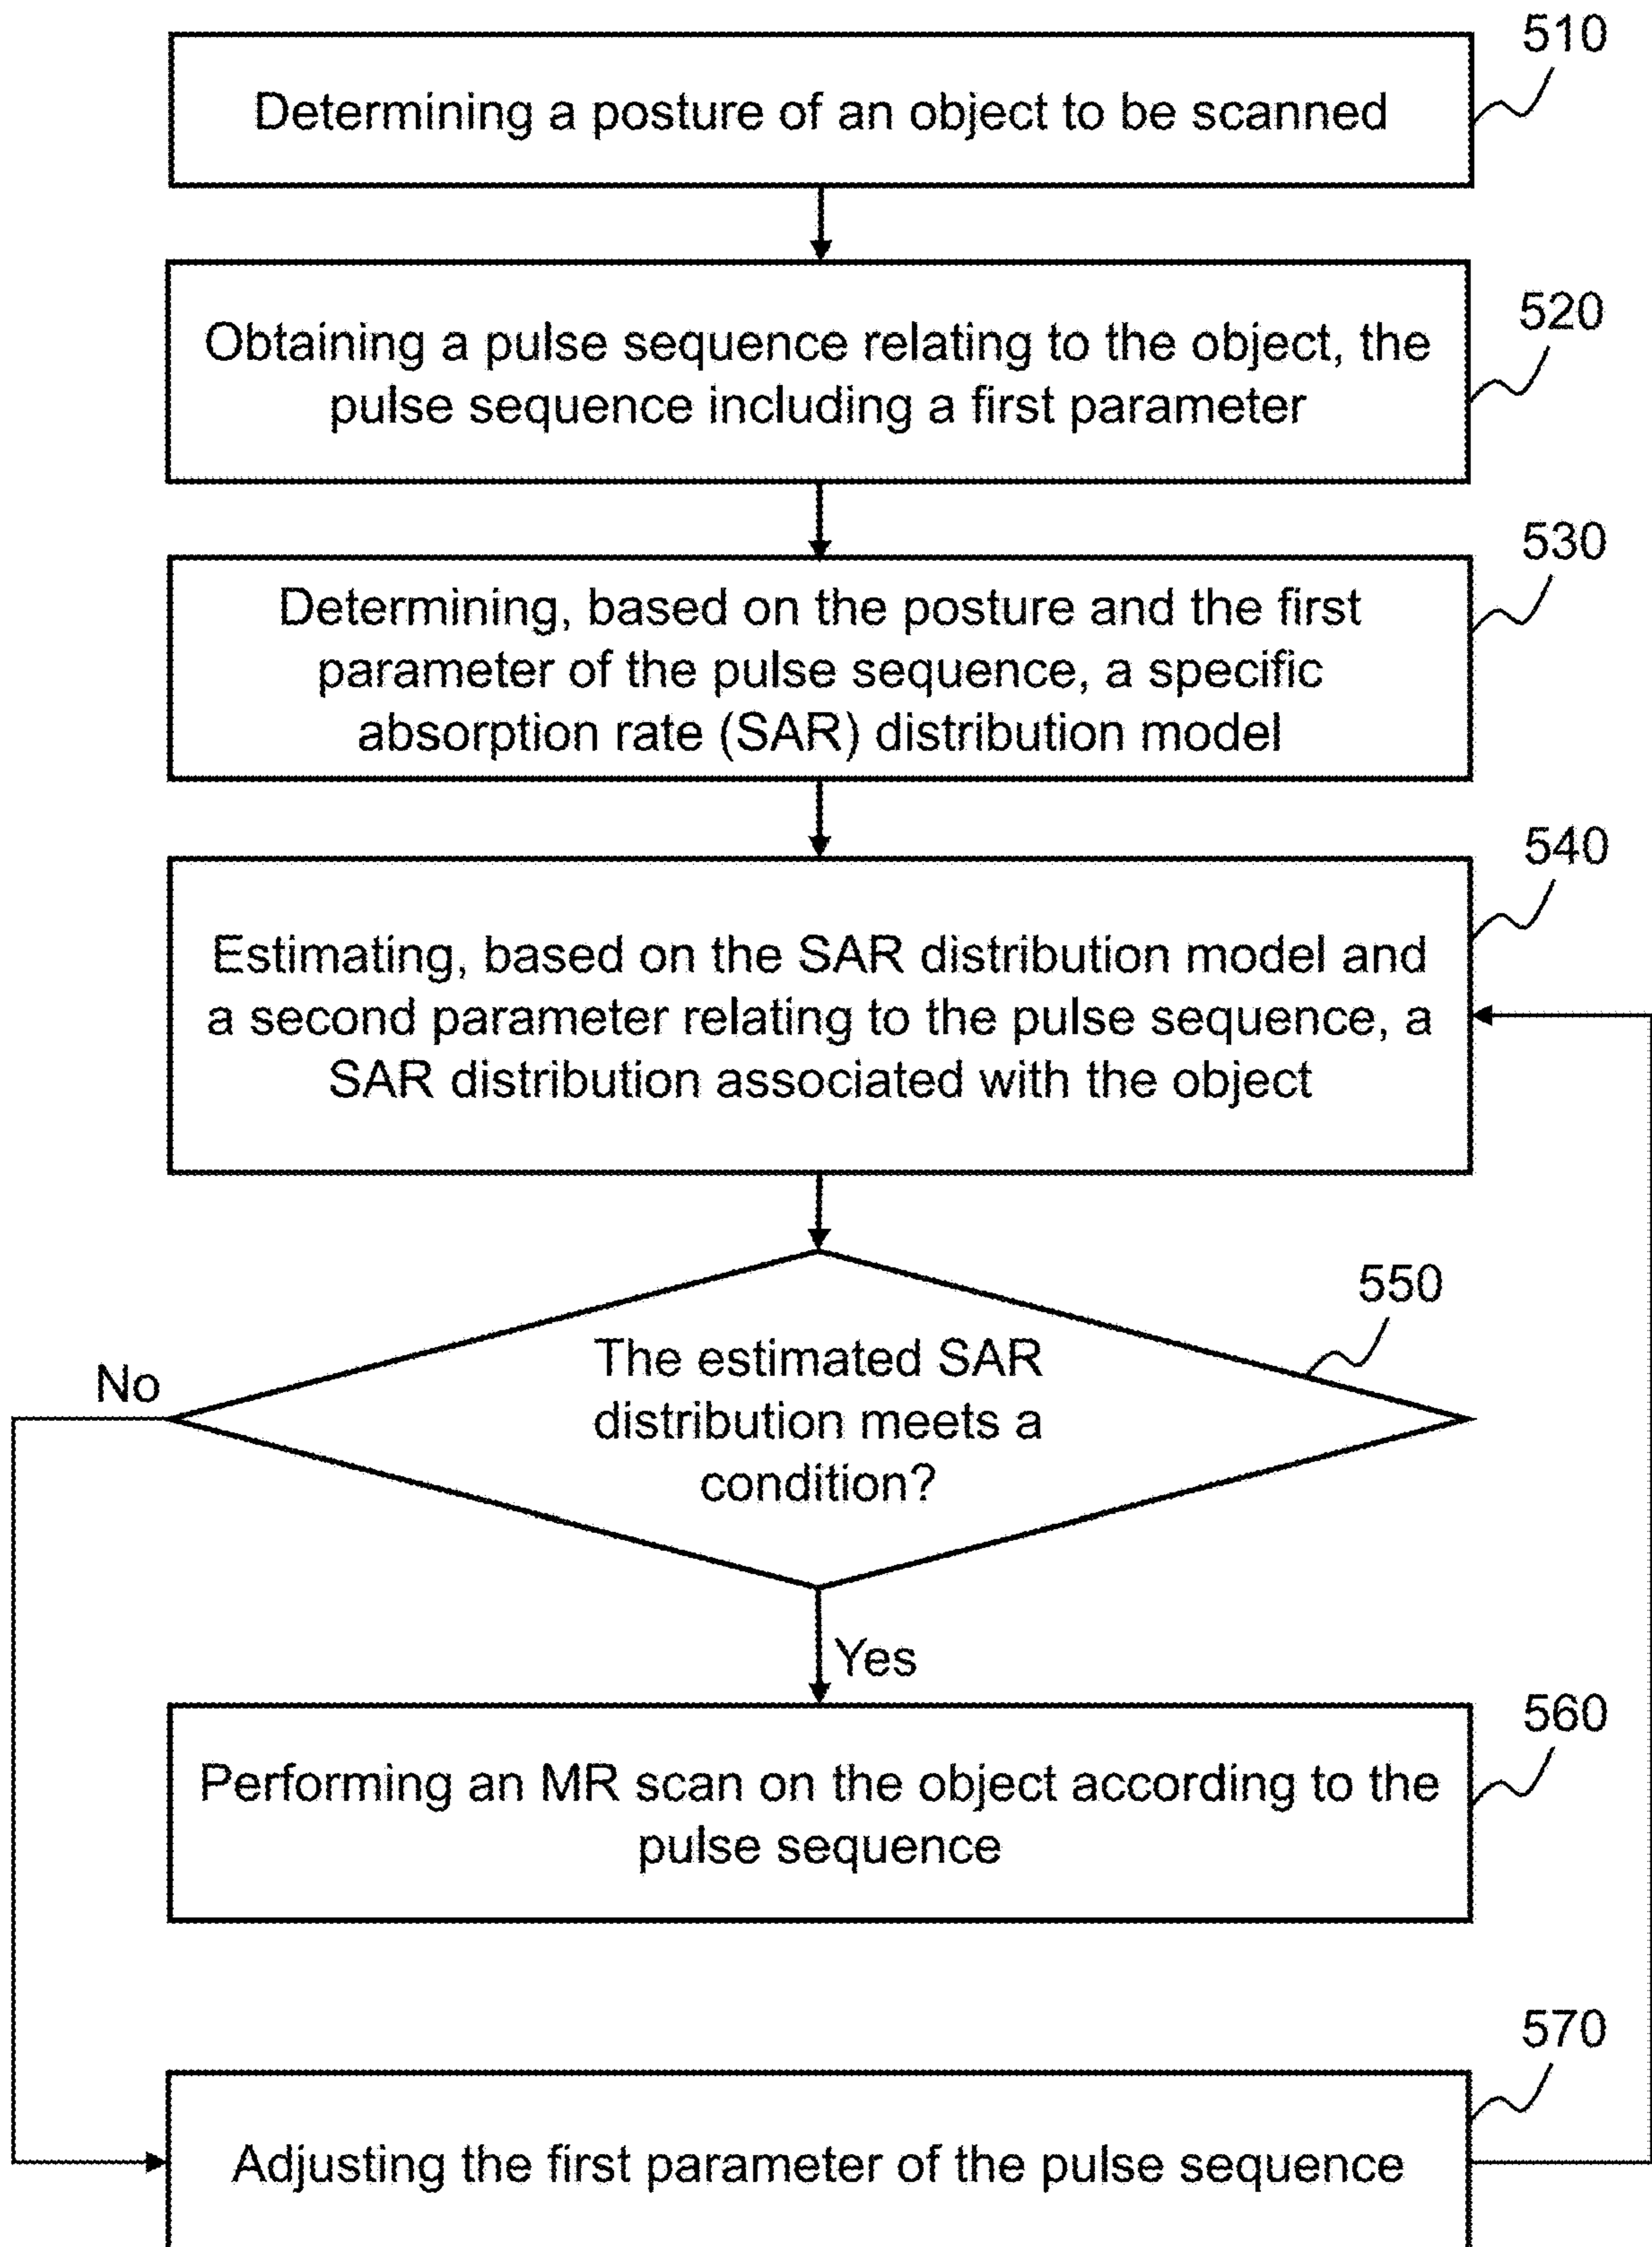 510
Determining a posture of an object to be scanned
520
Obtaining a pulse sequence relating to the object, the
pulse sequence including a first parameter
530
Determining, based on the posture and the first
parameter of the pulse sequence, a specific
absorption rate (SAR) distribution model
540
Estimating, based on the SAR distribution model and
a second parameter relating to the pulse sequence, a
SAR distribution associated with the object
550
The estimated SAR
distribution meets a
condition?
No
Yes
560
Performing an MR scan on the object according to the
pulse sequence
570
Adjusting the first parameter of the pulse sequence